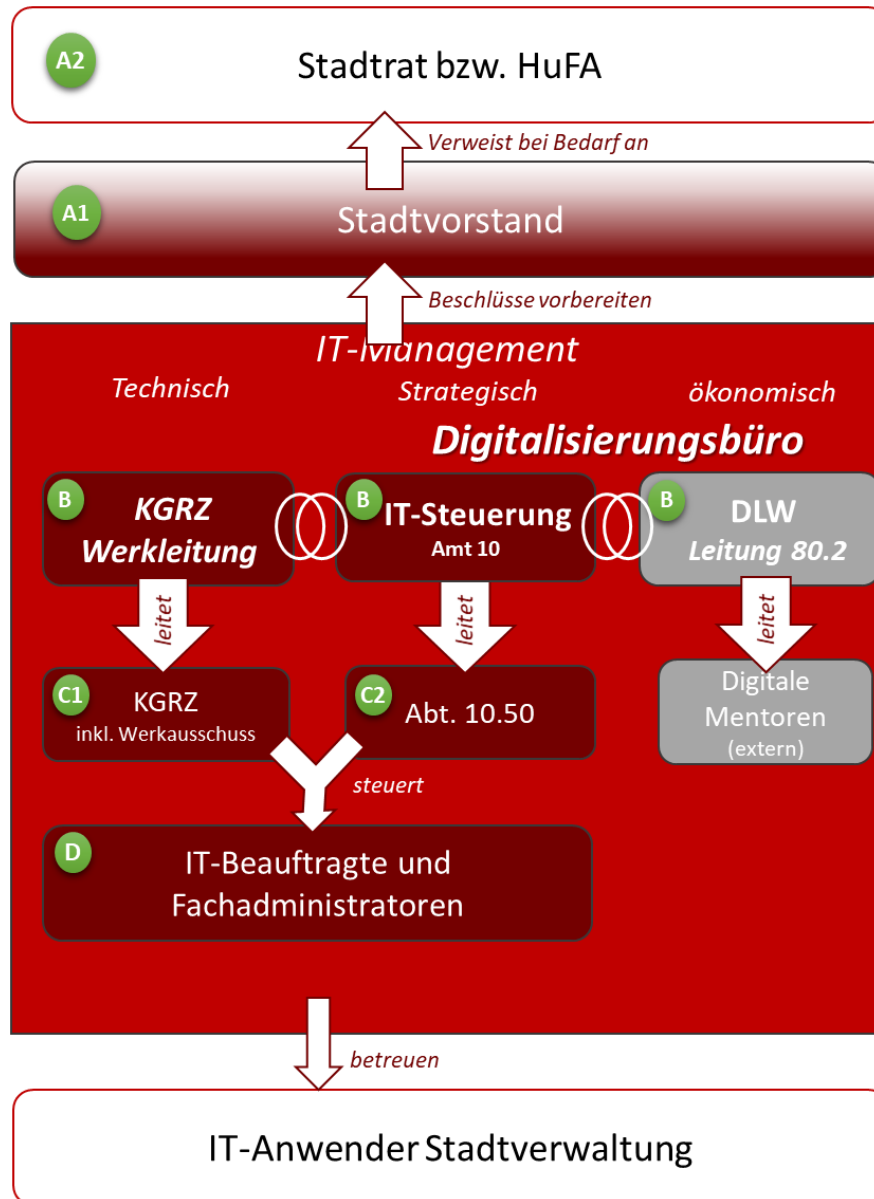 A2
Stadtrat bzw. HuFA
Verweist bei Bedarf an
A1
Stadtvorstand
Beschlüsse vorbereiten
IT-Management
Technisch
Strategisch
ökonomisch
Digitalisierungsbüro
B
KGRZ
Werkleitung
B
IT-Steuerung
Amt 10
B
DLW
Leitung 80.2
leitet
leitet
leitet
C1
KGRZ
inkl. Werkausschuss
C2
Abt. 10.50
Digitale
Mentoren
(extern)
steuert
D
IT-Beauftragte und
Fachadministratoren
betreuen
IT-Anwender Stadtverwaltung